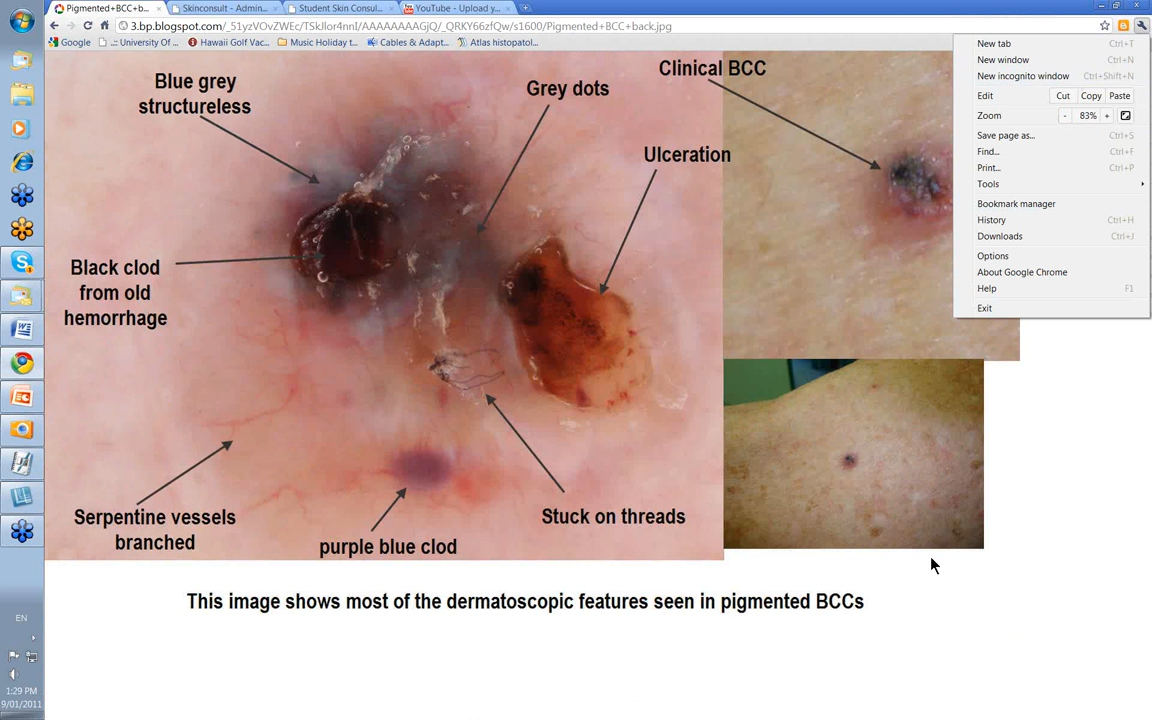 Pigmented+BCC+b...
Skinconsult - Admin...
Student Skin Consul...
YouTube - Upload y...
3.bp.blogspot.com/_51yzVOvZWEc/TSkJlor4nnI/AAAAAAAAGjQ/_QRKY66zfQw/s1600/Pigmented+BCC+back.jpg
Google
..:: University Of ...
Hawaii Golf Vac...
Music Holiday t...
Cables & Adapt...
Atlas histopatol...
New tab Ctrl+T
New window Ctrl+N
New incognito window Ctrl+Shift+N
Edit Cut Copy Paste
Zoom - 83% +
Save page as... Ctrl+S
Find... Ctrl+F
Print... Ctrl+P
Tools
Bookmark manager
History Ctrl+H
Downloads Ctrl+J
Options
About Google Chrome
Help F1
Exit
Blue grey
structureless
Grey dots
Clinical BCC
Ulceration
Black clod
from old
hemorrhage
Serpentine vessels
branched
purple blue clod
Stuck on threads
This image shows most of the dermatoscopic features seen in pigmented BCCs
EN
1:29 PM
9/01/2011